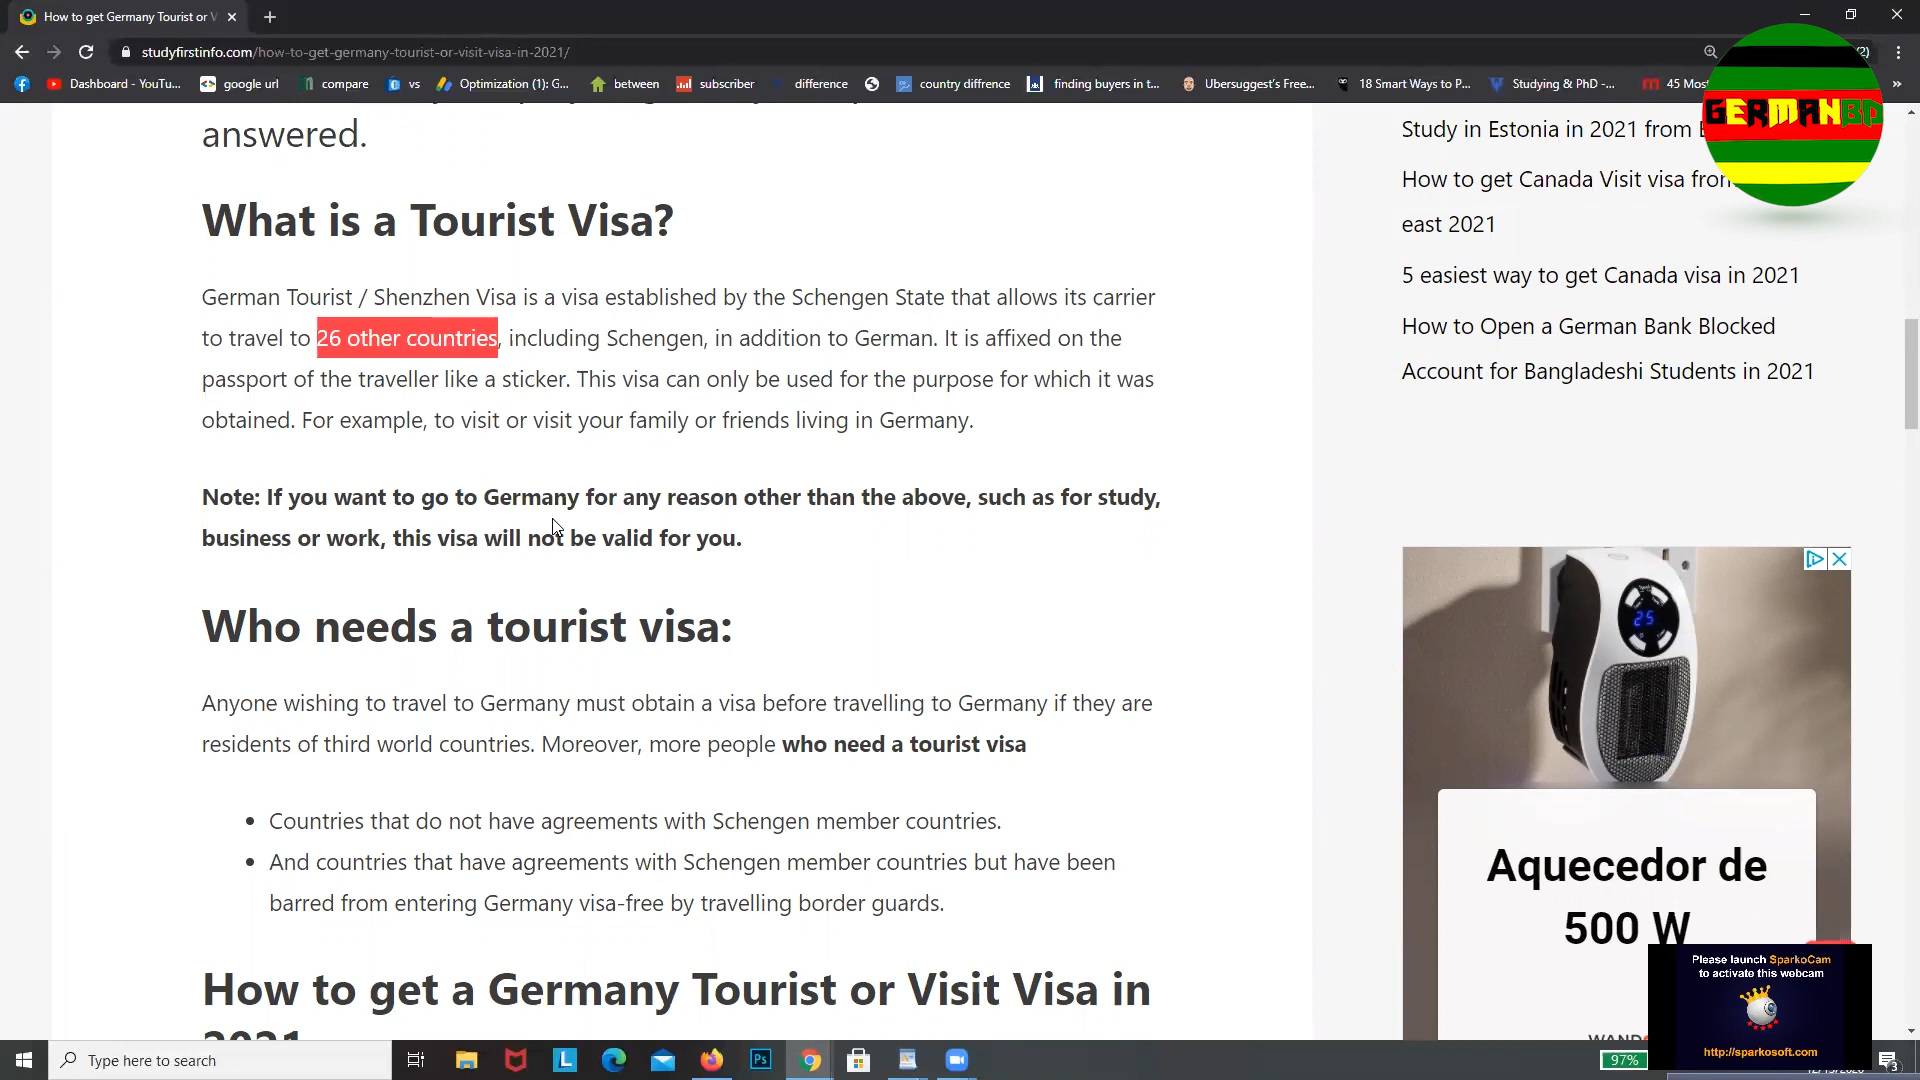 How to get Germany Tourist or V
studyfirstinfo.com/how-to-get-germany-tourist-or-visit-visa-in-2021/
(2)
Dashboard - YouTu...
google url
compare
vs
Optimization (1): G...
between
subscriber
difference
country diffrence
finding buyers in t...
Ubersuggest's Free...
18 Smart Ways to P...
Studying & PhD -...
45 Mos
GERMANBD
answered.
What is a Tourist Visa?
German Tourist / Shenzhen Visa is a visa established by the Schengen State that allows its carrier
to travel to 26 other countries, including Schengen, in addition to German. It is affixed on the
passport of the traveller like a sticker. This visa can only be used for the purpose for which it was
obtained. For example, to visit or visit your family or friends living in Germany.
Note: If you want to go to Germany for any reason other than the above, such as for study,
business or work, this visa will not be valid for you.
Who needs a tourist visa:
Anyone wishing to travel to Germany must obtain a visa before travelling to Germany if they are
residents of third world countries. Moreover, more people who need a tourist visa
Countries that do not have agreements with Schengen member countries.
And countries that have agreements with Schengen member countries but have been
barred from entering Germany visa-free by travelling border guards.
How to get a Germany Tourist or Visit Visa in
2021
Study in Estonia in 2021 from
How to get Canada Visit visa from
east 2021
5 easiest way to get Canada visa in 2021
How to Open a German Bank Blocked
Account for Bangladeshi Students in 2021
25
Aquecedor de
500 W
Please launch SparkoCam
to activate this webcam
http://sparkosoft.com
Type here to search
Ps
L
97%
3